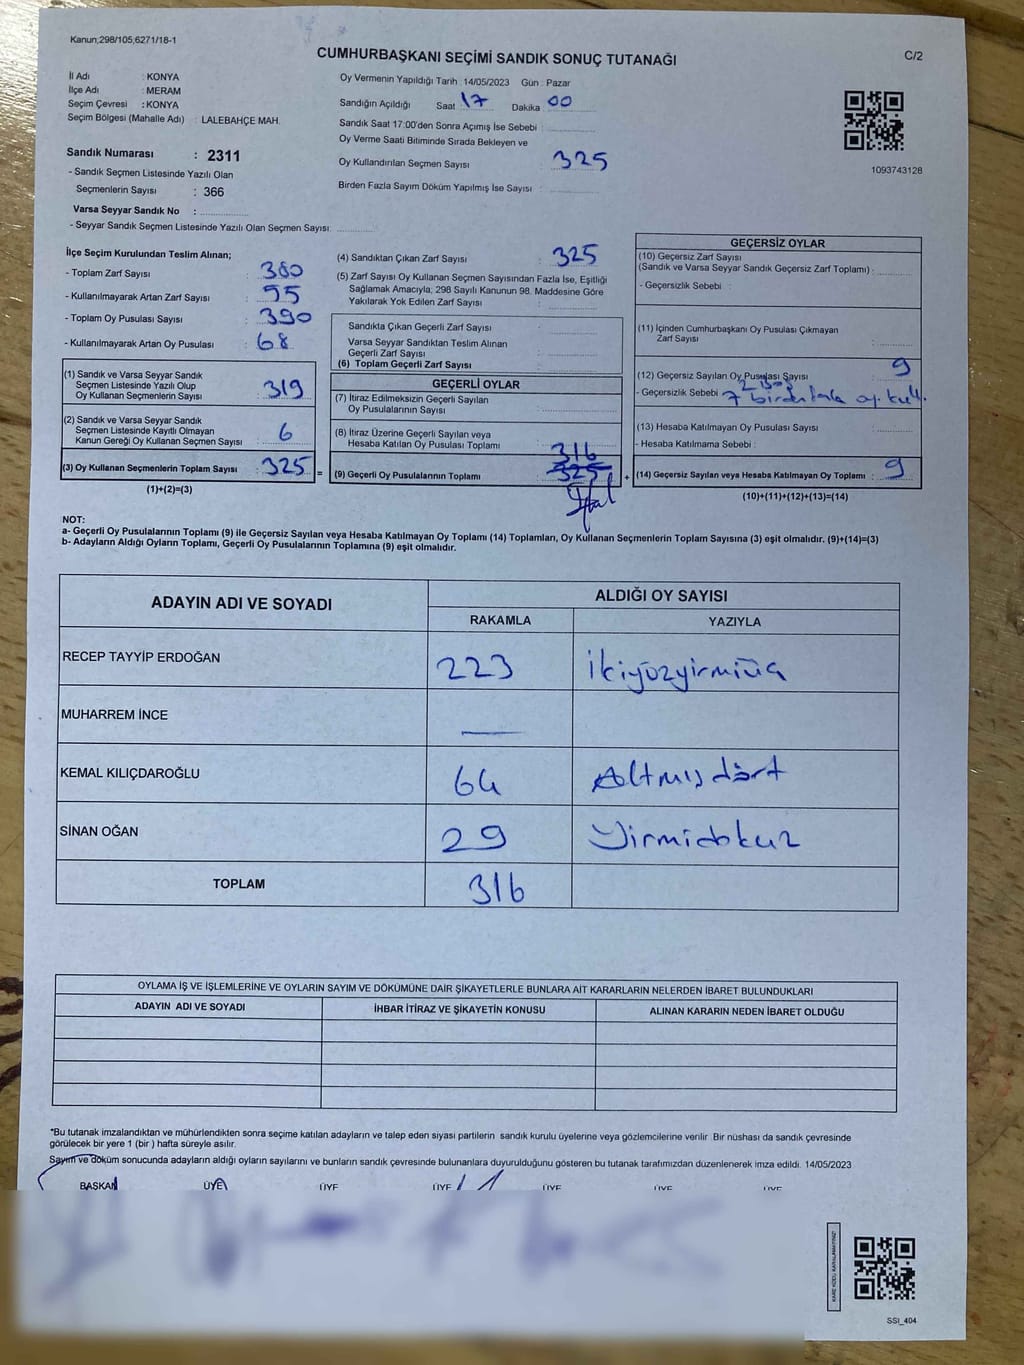 Kanun;298/105,6271/18-1
CUMHURBAŞKANI SEÇİMİ SANDIK SONUÇ TUTANAĞI
C/2
İl Adı : KONYA
İlçe Adı : MERAM
Seçim Çevresi : KONYA
Seçim Bölgesi (Mahalle Adı) : LALEBAHÇE MAH.
Sandık Numarası : 2311
- Sandık Seçmen Listesinde Yazılı Olan
Seçmenlerin Sayısı : 366
Varsa Seyyar Sandık No :
- Seyyar Sandık Seçmen Listesinde Yazılı Olan Seçmen Sayısı:
Oy Vermenin Yapıldığı Tarih : 14/05/2023 Gün : Pazar
Sandığın Açıldığı Saat 17 Dakika 00
Sandık Saat 17:00'den Sonra Açımış İse Sebebi :
Oy Verme Saati Bitiminde Sırada Bekleyen ve
Oy Kullandırılan Seçmen Sayısı : 325
Birden Fazla Sayım Döküm Yapılmış İse Sayısı :
1093743128
İlçe Seçim Kurulundan Teslim Alınan;
- Toplam Zarf Sayısı : 380
- Kullanılmayarak Artan Zarf Sayısı : 55
- Toplam Oy Pusulası Sayısı : 390
- Kullanılmayarak Artan Oy Pusulası : 68
(1) Sandık ve Varsa Seyyar Sandık
Seçmen Listesinde Yazılı Olup
Oy Kullanan Seçmenlerin Sayısı : 319
(2) Sandık ve Varsa Seyyar Sandık
Seçmen Listesinde Kayıtlı Olmayan
Kanun Gereği Oy Kullanan Seçmen Sayısı : 6
(3) Oy Kullanan Seçmenlerin Toplam Sayısı : 325 =
(1)+(2)=(3)
(4) Sandıktan Çıkan Zarf Sayısı : 325
(5) Zarf Sayısı Oy Kullanan Seçmen Sayısından Fazla İse, Eşitliği
Sağlamak Amacıyla; 298 Sayılı Kanunun 98. Maddesine Göre
Yakılarak Yok Edilen Zarf Sayısı :
Sandıkta Çıkan Geçerli Zarf Sayısı :
Varsa Seyyar Sandıktan Teslim Alınan
Geçerli Zarf Sayısı :
(6) Toplam Geçerli Zarf Sayısı :
GEÇERLİ OYLAR
(7) İtiraz Edilmeksizin Geçerli Sayılan
Oy Pusulalarının Sayısı :
(8) İtiraz Üzerine Geçerli Sayılan veya
Hesaba Katılan Oy Pusulası Toplamı :
316
(9) Geçerli Oy Pusulalarının Toplamı : 325 +
İptal
GEÇERSİZ OYLAR
(10) Geçersiz Zarf Sayısı
(Sandık ve Varsa Seyyar Sandık Geçersiz Zarf Toplamı) :
- Geçersizlik Sebebi :
(11) İçinden Cumhurbaşkanı Oy Pusulası Çıkmayan
Zarf Sayısı :
(12) Geçersiz Sayılan Oy Pusulası Sayısı : 9
2 Boş
- Geçersizlik Sebebi 7 birden fazla oy. kull.
(13) Hesaba Katılmayan Oy Pusulası Sayısı :
- Hesaba Katılmama Sebebi :
(14) Geçersiz Sayılan veya Hesaba Katılmayan Oy Toplamı : 9
(10)+(11)+(12)+(13)=(14)
NOT:
a- Geçerli Oy Pusulalarının Toplamı (9) ile Geçersiz Sayılan veya Hesaba Katılmayan Oy Toplamı (14) Toplamları, Oy Kullanan Seçmenlerin Toplam Sayısına (3) eşit olmalıdır. (9)+(14)=(3)
b- Adayların Aldığı Oyların Toplamı, Geçerli Oy Pusulalarının Toplamına (9) eşit olmalıdır.
ADAYIN ADI VE SOYADI
ALDIĞI OY SAYISI
RAKAMLA YAZIYLA
RECEP TAYYİP ERDOĞAN 223 ikiyüzyirmiüç
MUHARREM İNCE —
KEMAL KILIÇDAROĞLU 64 Altmışdört
SİNAN OĞAN 29 Yirmidokuz
TOPLAM 316
OYLAMA İŞ VE İŞLEMLERİNE VE OYLARIN SAYIM VE DÖKÜMÜNE DAİR ŞİKAYETLERLE BUNLARA AİT KARARLARIN NELERDEN İBARET BULUNDUKLARI
ADAYIN ADI VE SOYADI İHBAR İTİRAZ VE ŞİKAYETİN KONUSU ALINAN KARARIN NEDEN İBARET OLDUĞU
*Bu tutanak imzalandıktan ve mühürlendikten sonra seçime katılan adayların ve talep eden siyasi partilerin sandık kurulu üyelerine veya gözlemcilerine verilir. Bir nüshası da sandık çevresinde
görülecek bir yere 1 (bir ) hafta süreyle asılır.
Sayım ve döküm sonucunda adayların aldığı oyların sayılarını ve bunların sandık çevresinde bulunanlara duyurulduğunu gösteren bu tutanak tarafımızdan düzenlenerek imza edildi. 14/05/2023
BAŞKAN ÜYE ÜYE ÜYE ÜYE ÜYE ÜYE
SSI_404